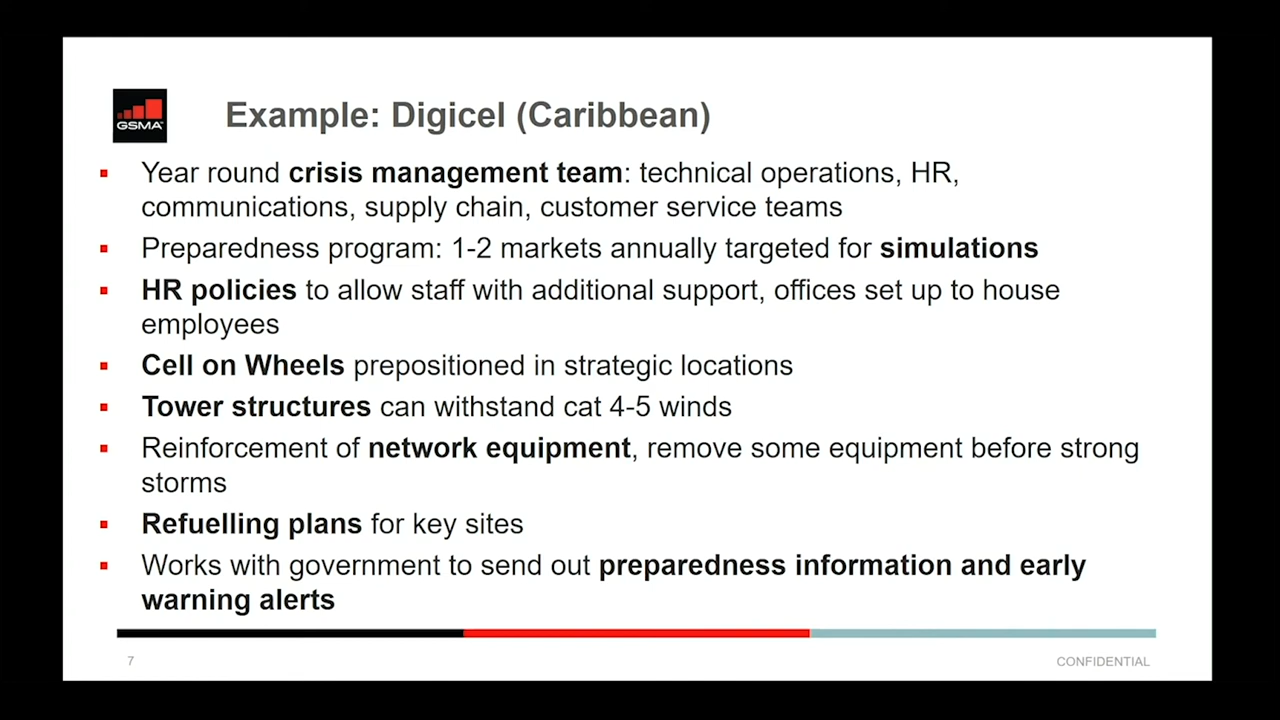 GSMA
Example: Digicel (Caribbean)
Year round crisis management team: technical operations, HR,
communications, supply chain, customer service teams
Preparedness program: 1-2 markets annually targeted for simulations
HR policies to allow staff with additional support, offices set up to house
employees
Cell on Wheels prepositioned in strategic locations
Tower structures can withstand cat 4-5 winds
Reinforcement of network equipment, remove some equipment before strong
storms
Refuelling plans for key sites
Works with government to send out preparedness information and early
warning alerts
7
CONFIDENTIAL